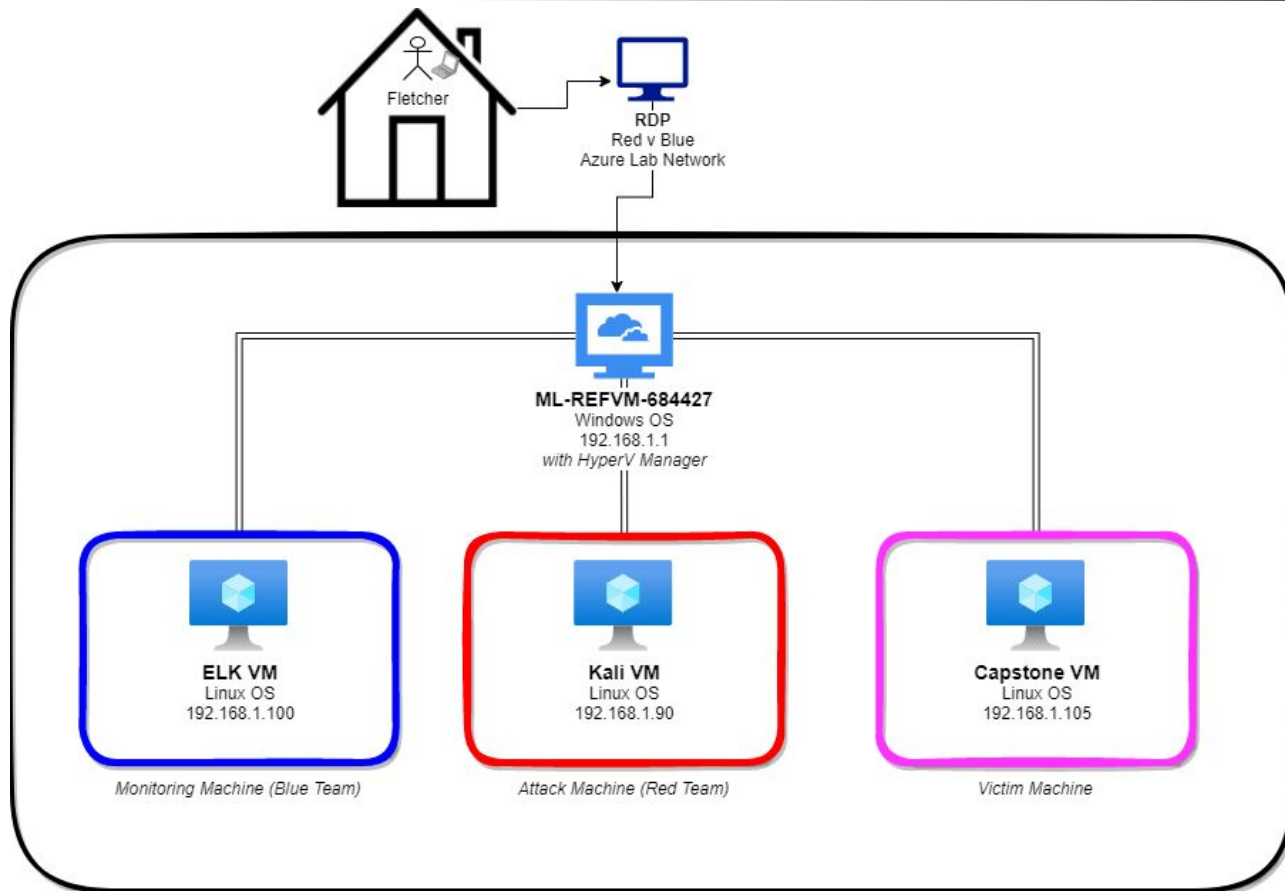 Fletcher
RDP
Red v Blue
Azure Lab Network
ML-REFVM-684427
Windows OS
192.168.1.1
with HyperV Manager
ELK VM
Linux OS
192.168.1.100
Monitoring Machine (Blue Team)
Kali VM
Linux OS
192.168.1.90
Attack Machine (Red Team)
Capstone VM
Linux OS
192.168.1.105
Victim Machine